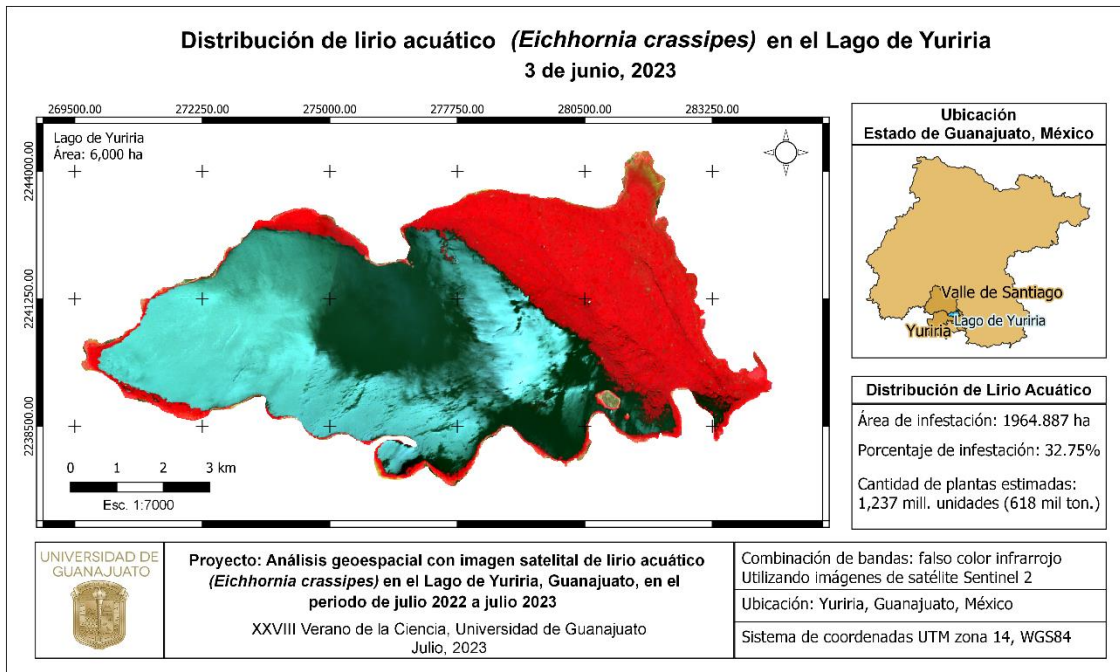 Distribución de lirio acuático (Eichhornia crassipes) en el Lago de Yuriria
3 de junio, 2023
269500.00 272250.00 275000.00 277750.00 280500.00 283250.00
2244000.00
2241250.00
2238500.00
Lago de Yuriria
Área: 6,000 ha
0 1 2 3 km
Esc. 1:7000
Ubicación
Estado de Guanajuato, México
Valle de Santiago
Lago de Yuriria
Yuriria
Distribución de Lirio Acuático
Área de infestación: 1964.887 ha
Porcentaje de infestación: 32.75%
Cantidad de plantas estimadas:
1,237 mill. unidades (618 mil ton.)
UNIVERSIDAD DE
GUANAJUATO
Proyecto: Análisis geoespacial con imagen satelital de lirio acuático
(Eichhornia crassipes) en el Lago de Yuriria, Guanajuato, en el
periodo de julio 2022 a julio 2023
XXVIII Verano de la Ciencia, Universidad de Guanajuato
Julio, 2023
Combinación de bandas: falso color infrarrojo
Utilizando imágenes de satélite Sentinel 2
Ubicación: Yuriria, Guanajuato, México
Sistema de coordenadas UTM zona 14, WGS84